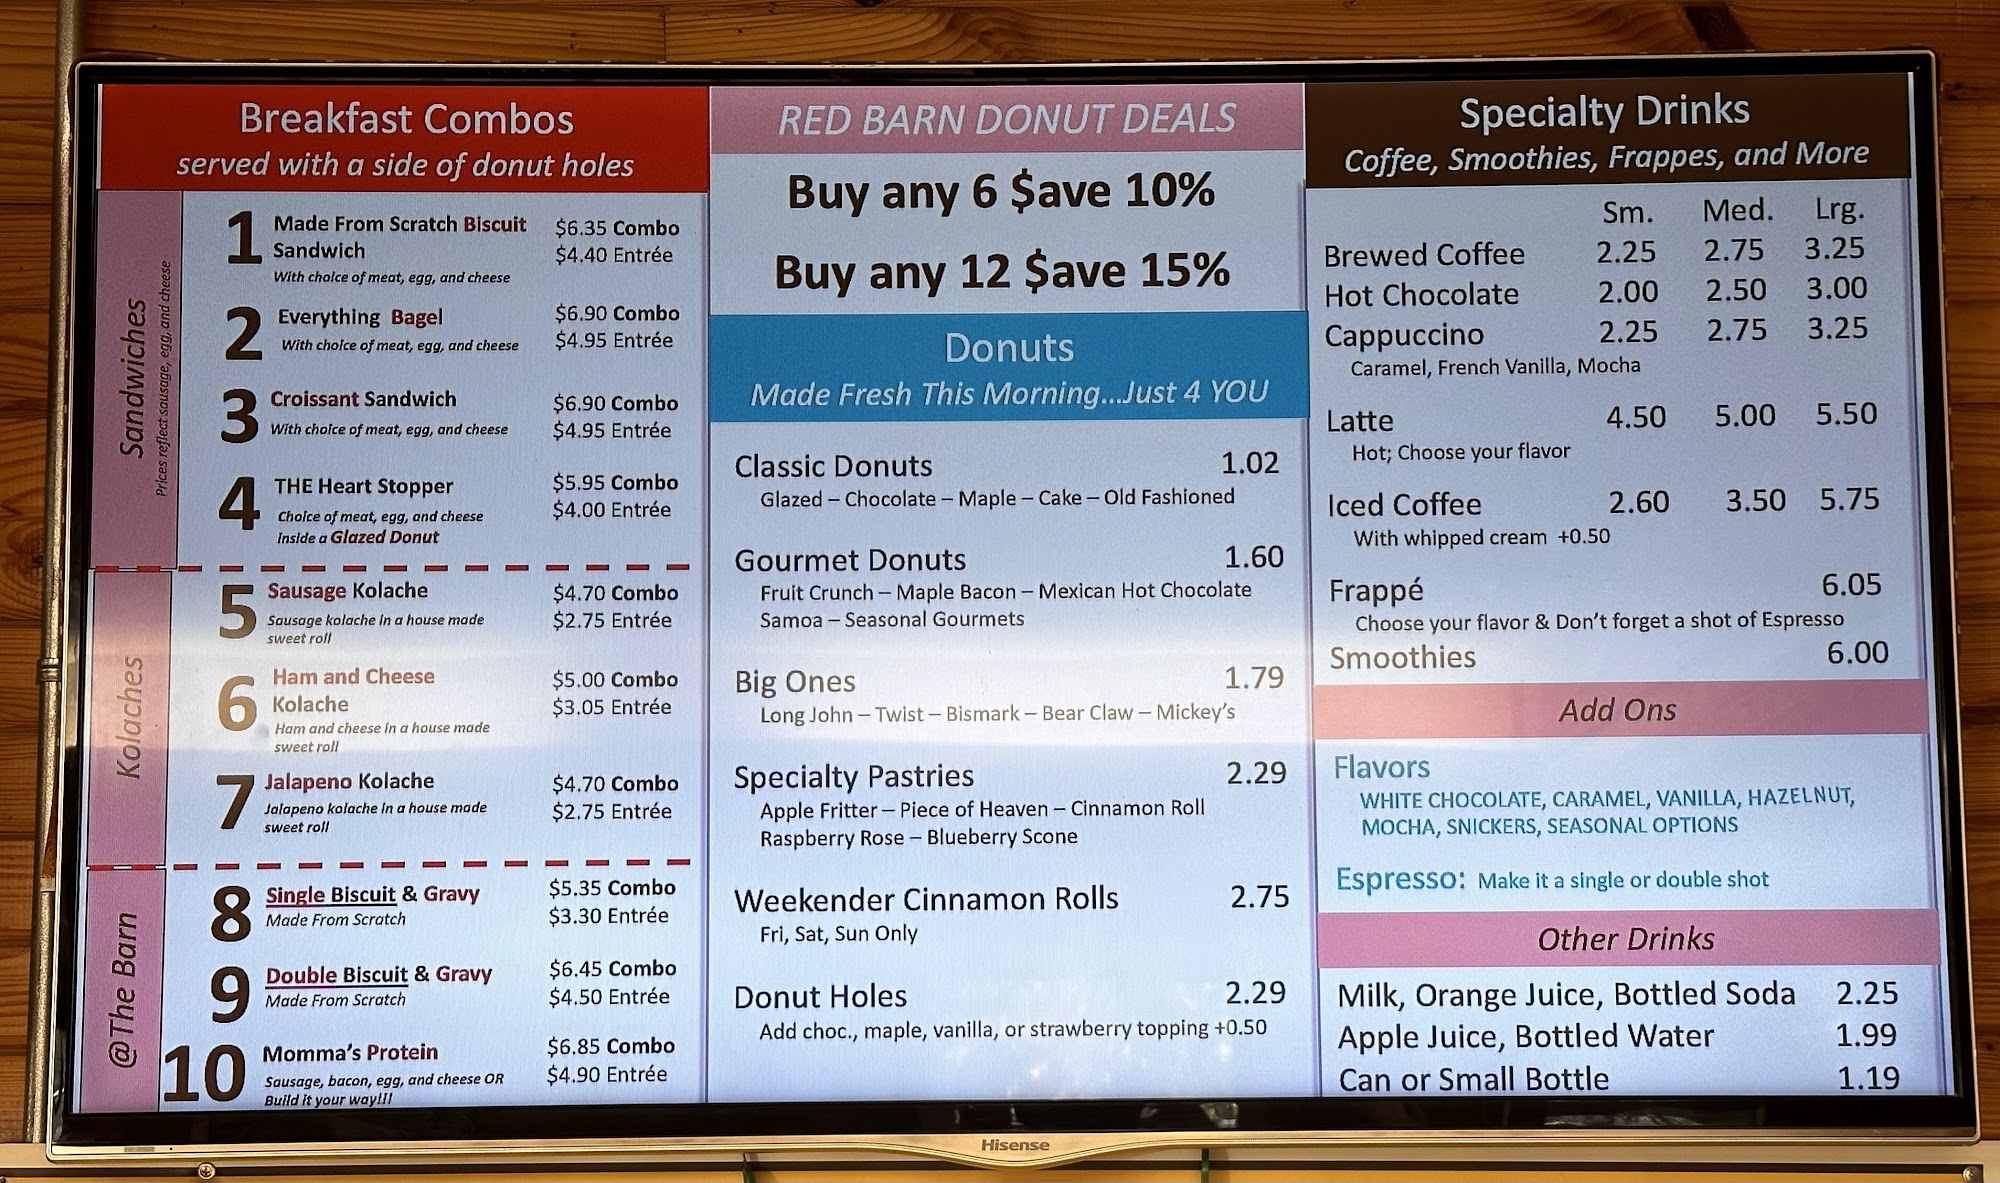 Breakfast Combos
served with a side of donut holes
Sandwiches
Prices reflect sausage, egg, and cheese
1 Made From Scratch Biscuit Sandwich
With choice of meat, egg, and cheese
$6.35 Combo
$4.40 Entrée
2 Everything Bagel
With choice of meat, egg, and cheese
$6.90 Combo
$4.95 Entrée
3 Croissant Sandwich
With choice of meat, egg, and cheese
$6.90 Combo
$4.95 Entrée
4 THE Heart Stopper
Choice of meat, egg, and cheese
Inside a Glazed Donut
$5.95 Combo
$4.00 Entrée
Kolaches
5 Sausage Kolache
Sausage kolache in a house made
sweet roll
$4.70 Combo
$2.75 Entrée
6 Ham and Cheese
Kolache
Ham and cheese in a house made
sweet roll
$5.00 Combo
$3.05 Entrée
7 Jalapeno Kolache
Jalapeno kolache in a house made
sweet roll
$4.70 Combo
$2.75 Entrée
@The Barn
8 Single Biscuit & Gravy
Made From Scratch
$5.35 Combo
$3.30 Entrée
9 Double Biscuit & Gravy
Made From Scratch
$6.45 Combo
$4.50 Entrée
10 Momma's Protein
Sausage, bacon, egg, and cheese OR
Build it your way!!!
$6.85 Combo
$4.90 Entrée
RED BARN DONUT DEALS
Buy any 6 $ave 10%
Buy any 12 $ave 15%
Donuts
Made Fresh This Morning...Just 4 YOU
Classic Donuts 1.02
Glazed – Chocolate – Maple – Cake – Old Fashioned
Gourmet Donuts 1.60
Fruit Crunch – Maple Bacon – Mexican Hot Chocolate
Samoa – Seasonal Gourmets
Big Ones 1.79
Long John – Twist – Bismark – Bear Claw – Mickey's
Specialty Pastries 2.29
Apple Fritter – Piece of Heaven – Cinnamon Roll
Raspberry Rose – Blueberry Scone
Weekender Cinnamon Rolls 2.75
Fri, Sat, Sun Only
Donut Holes 2.29
Add choc., maple, vanilla, or strawberry topping +0.50
Specialty Drinks
Coffee, Smoothies, Frappes, and More
Sm. Med. Lrg.
Brewed Coffee 2.25 2.75 3.25
Hot Chocolate 2.00 2.50 3.00
Cappuccino 2.25 2.75 3.25
Caramel, French Vanilla, Mocha
Latte 4.50 5.00 5.50
Hot; Choose your flavor
Iced Coffee 2.60 3.50 5.75
With whipped cream +0.50
Frappé 6.05
Choose your flavor & Don't forget a shot of Espresso
Smoothies 6.00
Add Ons
Flavors
WHITE CHOCOLATE, CARAMEL, VANILLA, HAZELNUT,
MOCHA, SNICKERS, SEASONAL OPTIONS
Espresso: Make it a single or double shot
Other Drinks
Milk, Orange Juice, Bottled Soda 2.25
Apple Juice, Bottled Water 1.99
Can or Small Bottle 1.19
Hisense